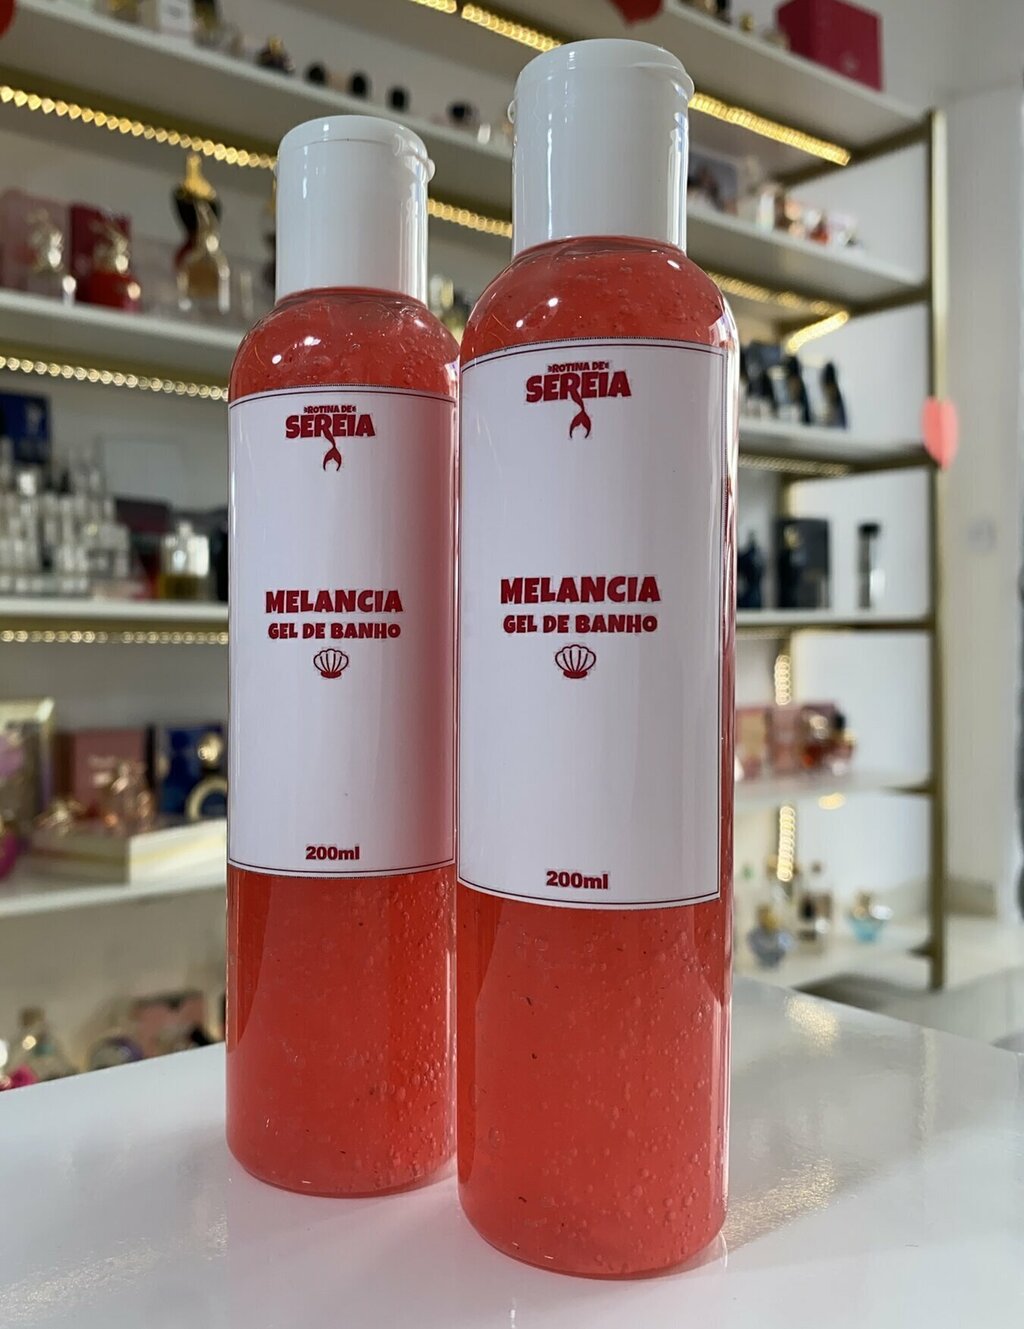 ROTINA DE
SEREIA
MELANCIA
GEL DE BANHO
200ml
ROTINA DE
SEREIA
MELANCIA
GEL DE BANHO
200ml